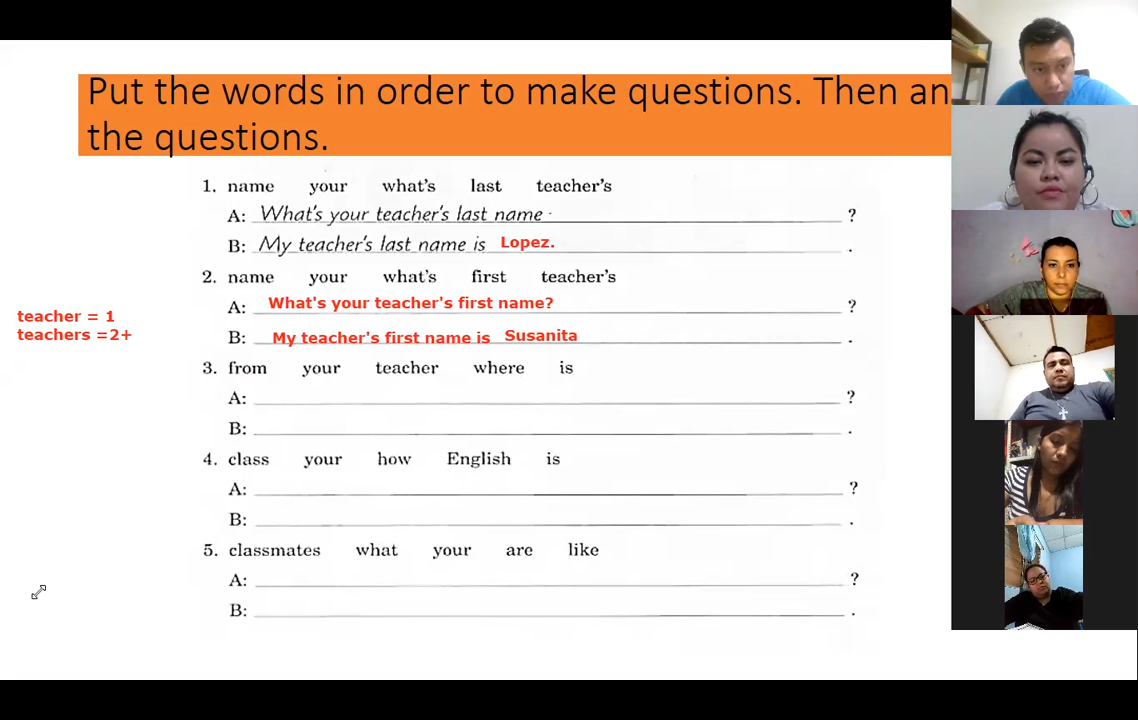 Put the words in order to make questions. Then an
the questions.
1. name your what's last teacher's
A: What's your teacher's last name ?
B: My teacher's last name is Lopez. .
2. name your what's first teacher's
A: What's your teacher's first name? ?
teacher = 1
teachers =2+
B: My teacher's first name is Susanita .
3. from your teacher where is
A: ?
B: .
4. class your how English is
A: ?
B: .
5. classmates what your are like
A: ?
B: .